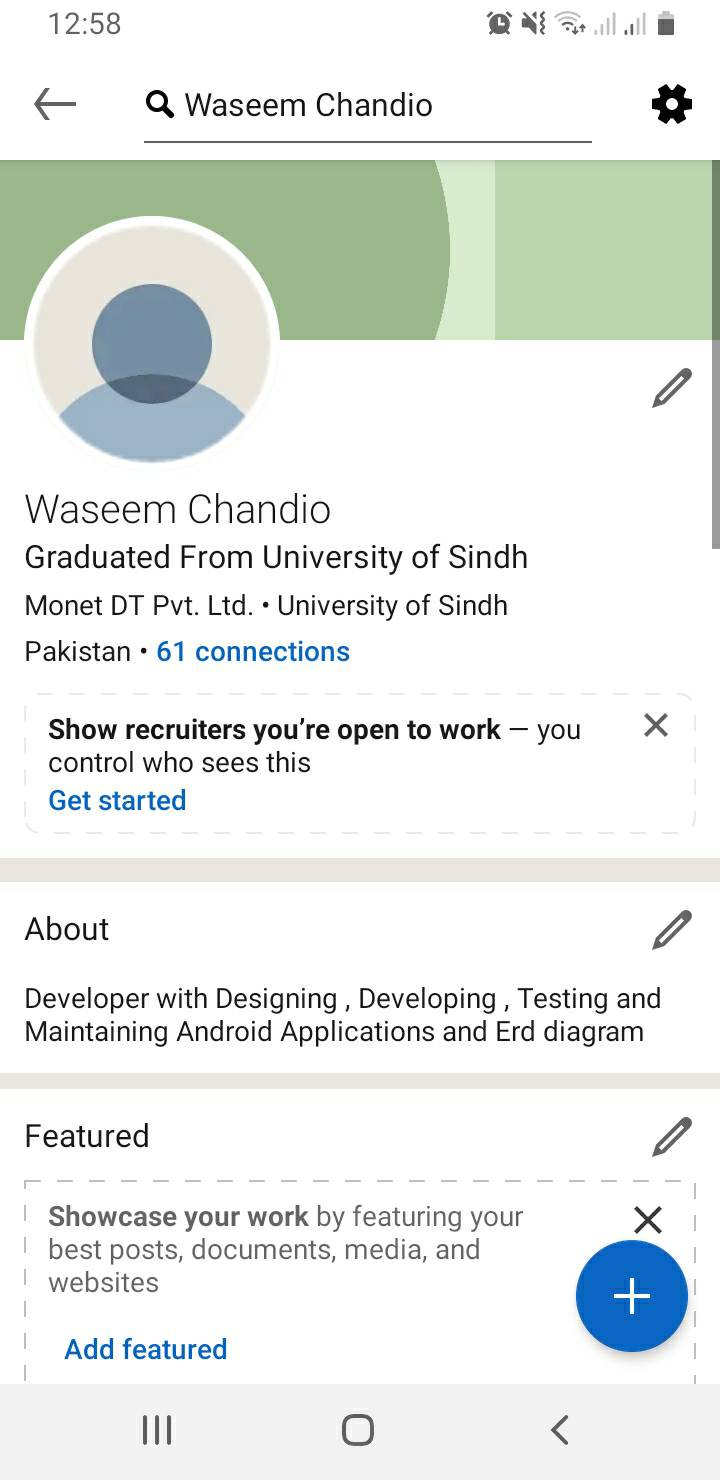 12:58
Waseem Chandio
Waseem Chandio
Graduated From University of Sindh
Monet DT Pvt. Ltd. • University of Sindh
Pakistan • 61 connections
Show recruiters you’re open to work — you
control who sees this
Get started
About
Developer with Designing , Developing , Testing and
Maintaining Android Applications and Erd diagram
Featured
Showcase your work by featuring your
best posts, documents, media, and
websites
Add featured